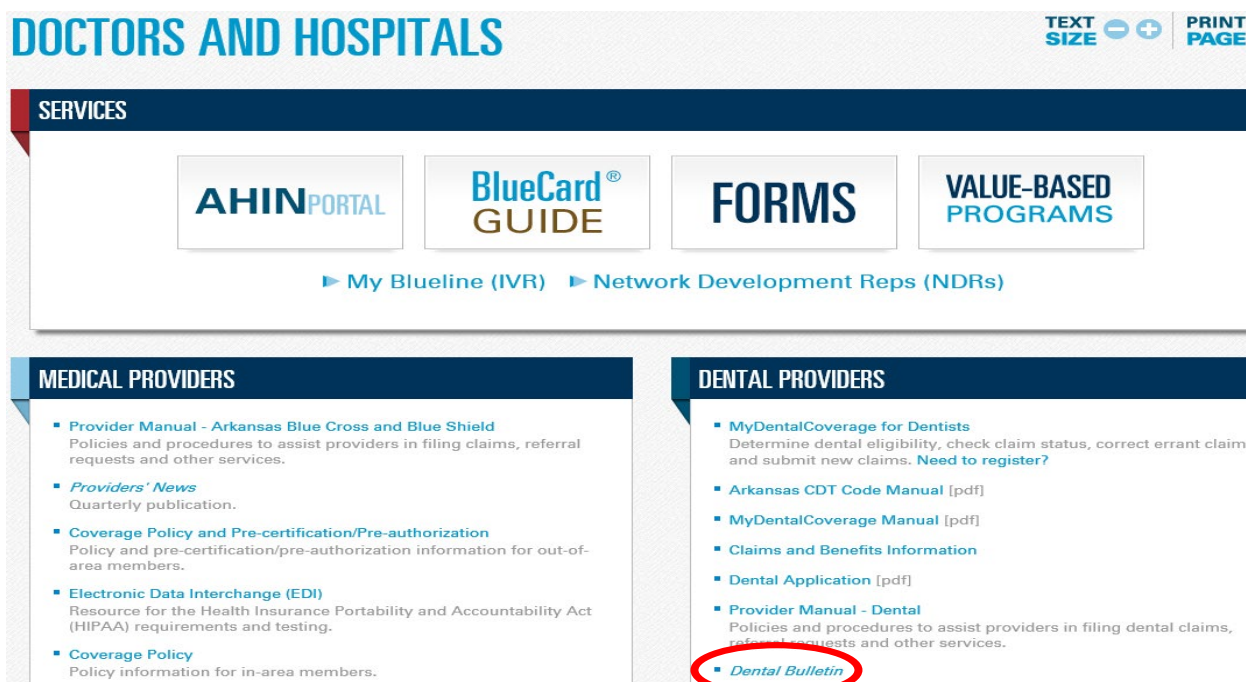 DOCTORS AND HOSPITALS
TEXT SIZE
PRINT PAGE
SERVICES
AHIN PORTAL
BlueCard®
GUIDE
FORMS
VALUE-BASED
PROGRAMS
My Blueline (IVR) Network Development Reps (NDRs)
MEDICAL PROVIDERS
Provider Manual - Arkansas Blue Cross and Blue Shield
Policies and procedures to assist providers in filing claims, referral
requests and other services.
Providers' News
Quarterly publication.
Coverage Policy and Pre-certification/Pre-authorization
Policy and pre-certification/pre-authorization information for out-of-
area members.
Electronic Data Interchange (EDI)
Resource for the Health Insurance Portability and Accountability Act
(HIPAA) requirements and testing.
Coverage Policy
Policy information for in-area members.
DENTAL PROVIDERS
MyDentalCoverage for Dentists
Determine dental eligibility, check claim status, correct errant claim
and submit new claims. Need to register?
Arkansas CDT Code Manual [pdf]
MyDentalCoverage Manual [pdf]
Claims and Benefits Information
Dental Application [pdf]
Provider Manual - Dental
Policies and procedures to assist providers in filing dental claims,
referral requests and other services.
Dental Bulletin